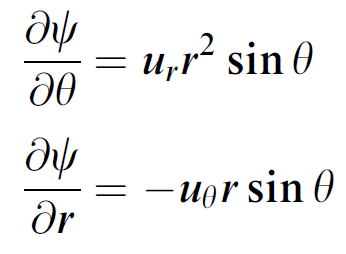 ∂ψ/∂θ = u_r r² sin θ
∂ψ/∂r = −u_θ r sin θ